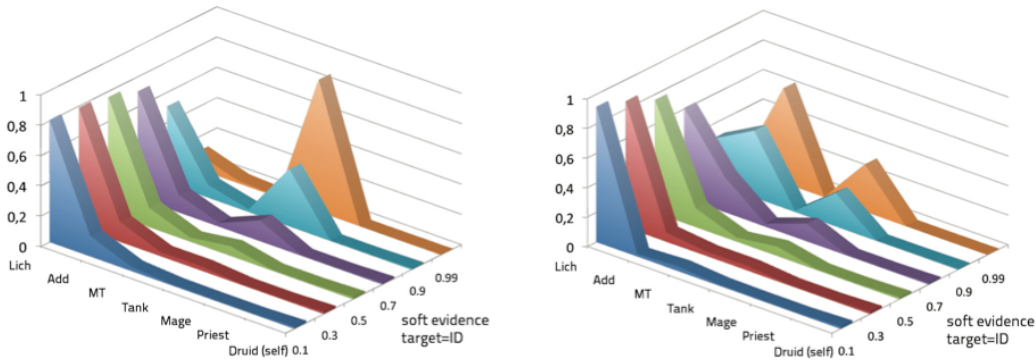 1
0,8
0,6
0,4
0,2
0
Lich
Add
MT
Tank
Mage
Priest
Druid (self)
0.1
0.3
0.5
0.7
0.9
0.99
soft evidence
target=ID
1
0,8
0,6
0,4
0,2
0
Lich
Add
MT
Tank
Mage
Priest
Druid (self)
0.1
0.3
0.5
0.7
0.9
0.99
soft evidence
target=ID